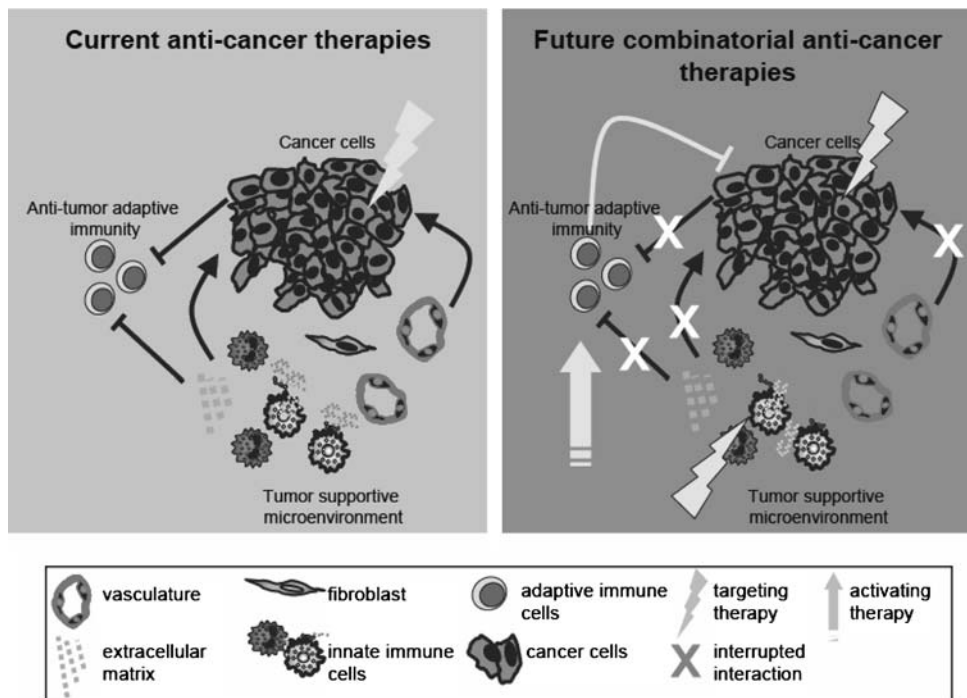 Current anti-cancer therapies
Cancer cells
Anti-tumor adaptive
immunity
Tumor supportive
microenvironment
Future combinatorial anti-cancer
therapies
Cancer cells
Anti-tumor adaptive
immunity
Tumor supportive
microenvironment
vasculature
fibroblast
adaptive immune
cells
targeting
therapy
activating
therapy
extracellular
matrix
innate immune
cells
cancer cells
X interrupted
interaction